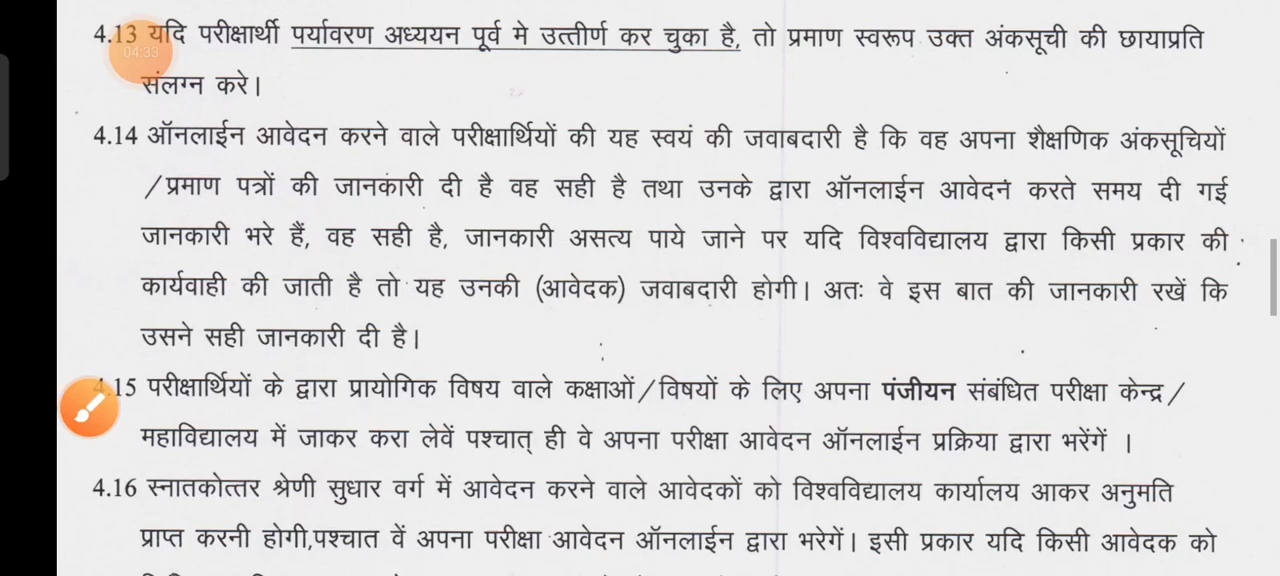 4.13 यदि परीक्षार्थी पर्यावरण अध्ययन पूर्व मे उत्तीर्ण कर चुका है, तो प्रमाण स्वरूप उक्त अंकसूची की छायाप्रति
04:33
संलग्न करे।
4.14 ऑनलाईन आवेदन करने वाले परीक्षार्थियों की यह स्वयं की जवाबदारी है कि वह अपना शैक्षणिक अंकसूचियों
/प्रमाण पत्रों की जानकारी दी है वह सही है तथा उनके द्वारा ऑनलाईन आवेदन करते समय दी गई
जानकारी भरे हैं, वह सही है, जानकारी असत्य पाये जाने पर यदि विश्वविद्यालय द्वारा किसी प्रकार की
कार्यवाही की जाती है तो यह उनकी (आवेदक) जवाबदारी होगी। अतः वे इस बात की जानकारी रखें कि
उसने सही जानकारी दी है।
4.15 परीक्षार्थियों के द्वारा प्रायोगिक विषय वाले कक्षाओं/विषयों के लिए अपना पंजीयन संबंधित परीक्षा केन्द्र/
महाविद्यालय में जाकर करा लेवें पश्चात् ही वे अपना परीक्षा आवेदन ऑनलाईन प्रक्रिया द्वारा भरेंगें ।
4.16 स्नातकोत्तर श्रेणी सुधार वर्ग में आवेदन करने वाले आवेदकों को विश्वविद्यालय कार्यालय आकर अनुमति
प्राप्त करनी होगी,पश्चात वें अपना परीक्षा आवेदन ऑनलाईन द्वारा भरेगें। इसी प्रकार यदि किसी आवेदक को